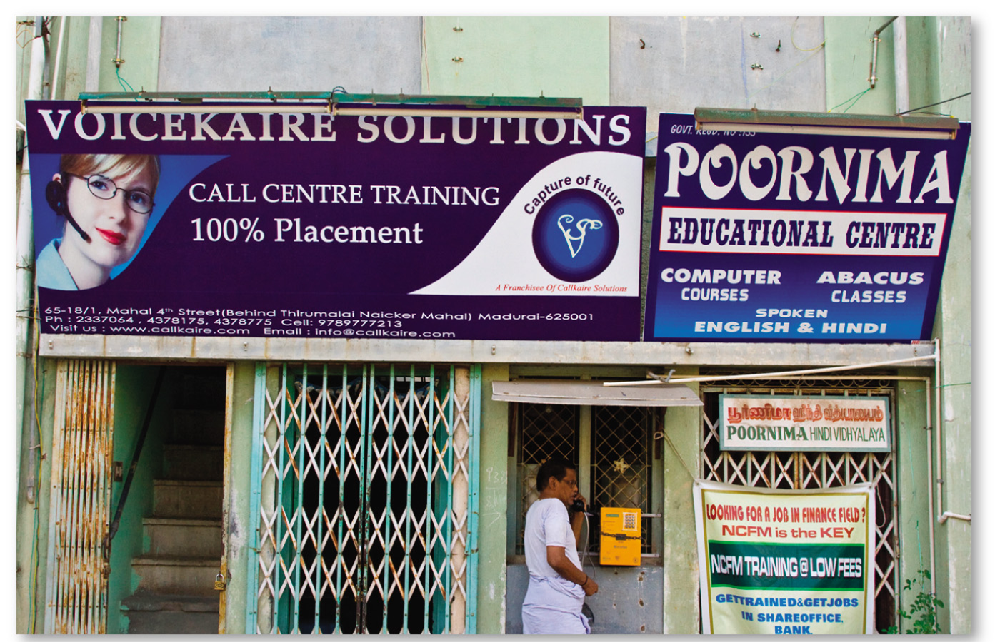 VOICEKAIRE SOLUTIONS
CALL CENTRE TRAINING
100% Placement
Capture of future
A Franchisee Of Callkaire Solutions
65-18/1, Mahal 4th Street(Behind Thirumalai Naicker Mahal) Madurai-625001
Ph : 2337064 , 4378175, 4378775 Cell: 9789777213
Visit us : www.callkaire.com Email : info@callkaire.com
GOVT. REGD. NO :133
POORNIMA
EDUCATIONAL CENTRE
COMPUTER COURSES
ABACUS CLASSES
SPOKEN
ENGLISH & HINDI
பூர்ணிமா ஹிந்தி வித்யாலயம்
POORNIMA HINDI VIDHYALAYA
LOOKING FOR A JOB IN FINANCE FIELD ?
NCFM is the KEY
NCFM TRAINING @ LOW FEES
GETTRAINED&GETJOBS
IN SHAREOFFICE,
BANK,